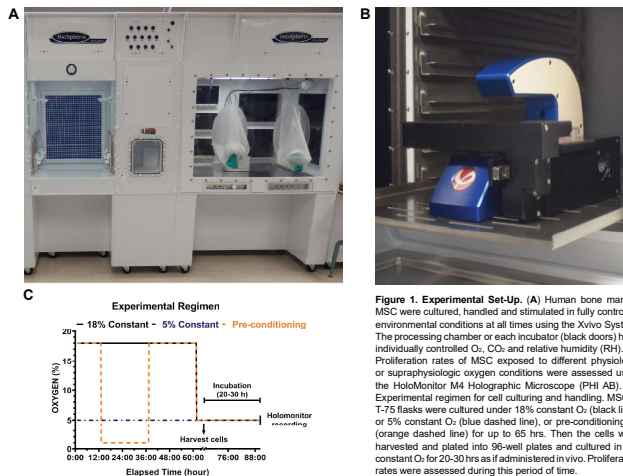 A
B
BioSpherix
BioSpherix
C
Experimental Regimen
18% Constant
5% Constant
Pre-conditioning
OXYGEN (%)
20
15
10
5
0
Incubation
(20-30 h)
Holomonitor
recording
Harvest cells
0:00 12:00 24:00 36:00 48:00 60:00 76:00 88:00
Elapsed Time (hour)
Figure 1. Experimental Set-Up. (A) Human bone mar
MSC were cultured, handled and stimulated in fully contro
environmental conditions at all times using the Xvivo Syst
The processing chamber or each incubator (black doors) h
individually controlled O₂, CO₂ and relative humidity (RH).
Proliferation rates of MSC exposed to different physiolo
or supraphysiologic oxygen conditions were assessed us
the HoloMonitor M4 Holographic Microscope (PHI AB).
Experimental regimen for cell culturing and handling. MSC
T-75 flasks were cultured under 18% constant O₂ (black li
or 5% constant O₂ (blue dashed line), or pre-conditioning
(orange dashed line) for up to 65 hrs. Then the cells w
harvested and plated into 96-well plates and cultured in
constant O₂ for 20-30 hrs as if administered in vivo. Prolifera
rates were assessed during this period of time.